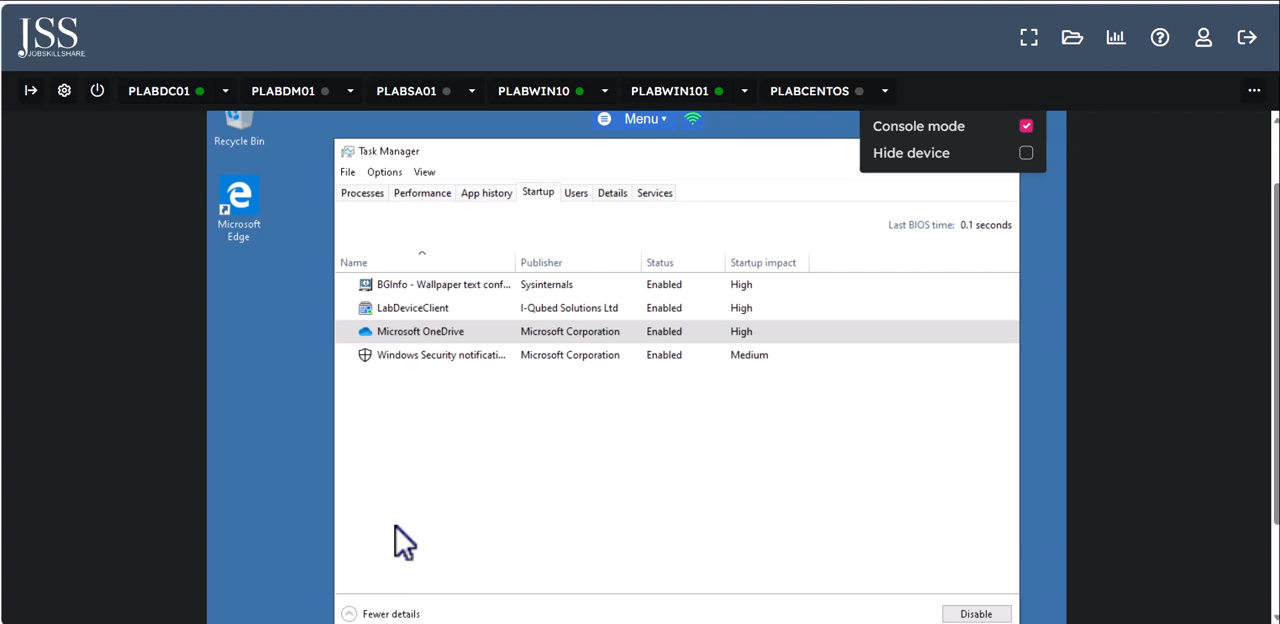 JSS
JOBSKILLSHARE
PLABDC01 PLABDM01 PLABSA01 PLABWIN10 PLABWIN101 PLABCENTOS
Menu
Console mode
Hide device
Recycle Bin
Microsoft
Edge
Task Manager
File Options View
Processes Performance App history Startup Users Details Services
Last BIOS time: 0.1 seconds
Name Publisher Status Startup impact
BGInfo - Wallpaper text conf... Sysinternals Enabled High
LabDeviceClient I-Qubed Solutions Ltd Enabled High
Microsoft OneDrive Microsoft Corporation Enabled High
Windows Security notificati... Microsoft Corporation Enabled Medium
Fewer details Disable